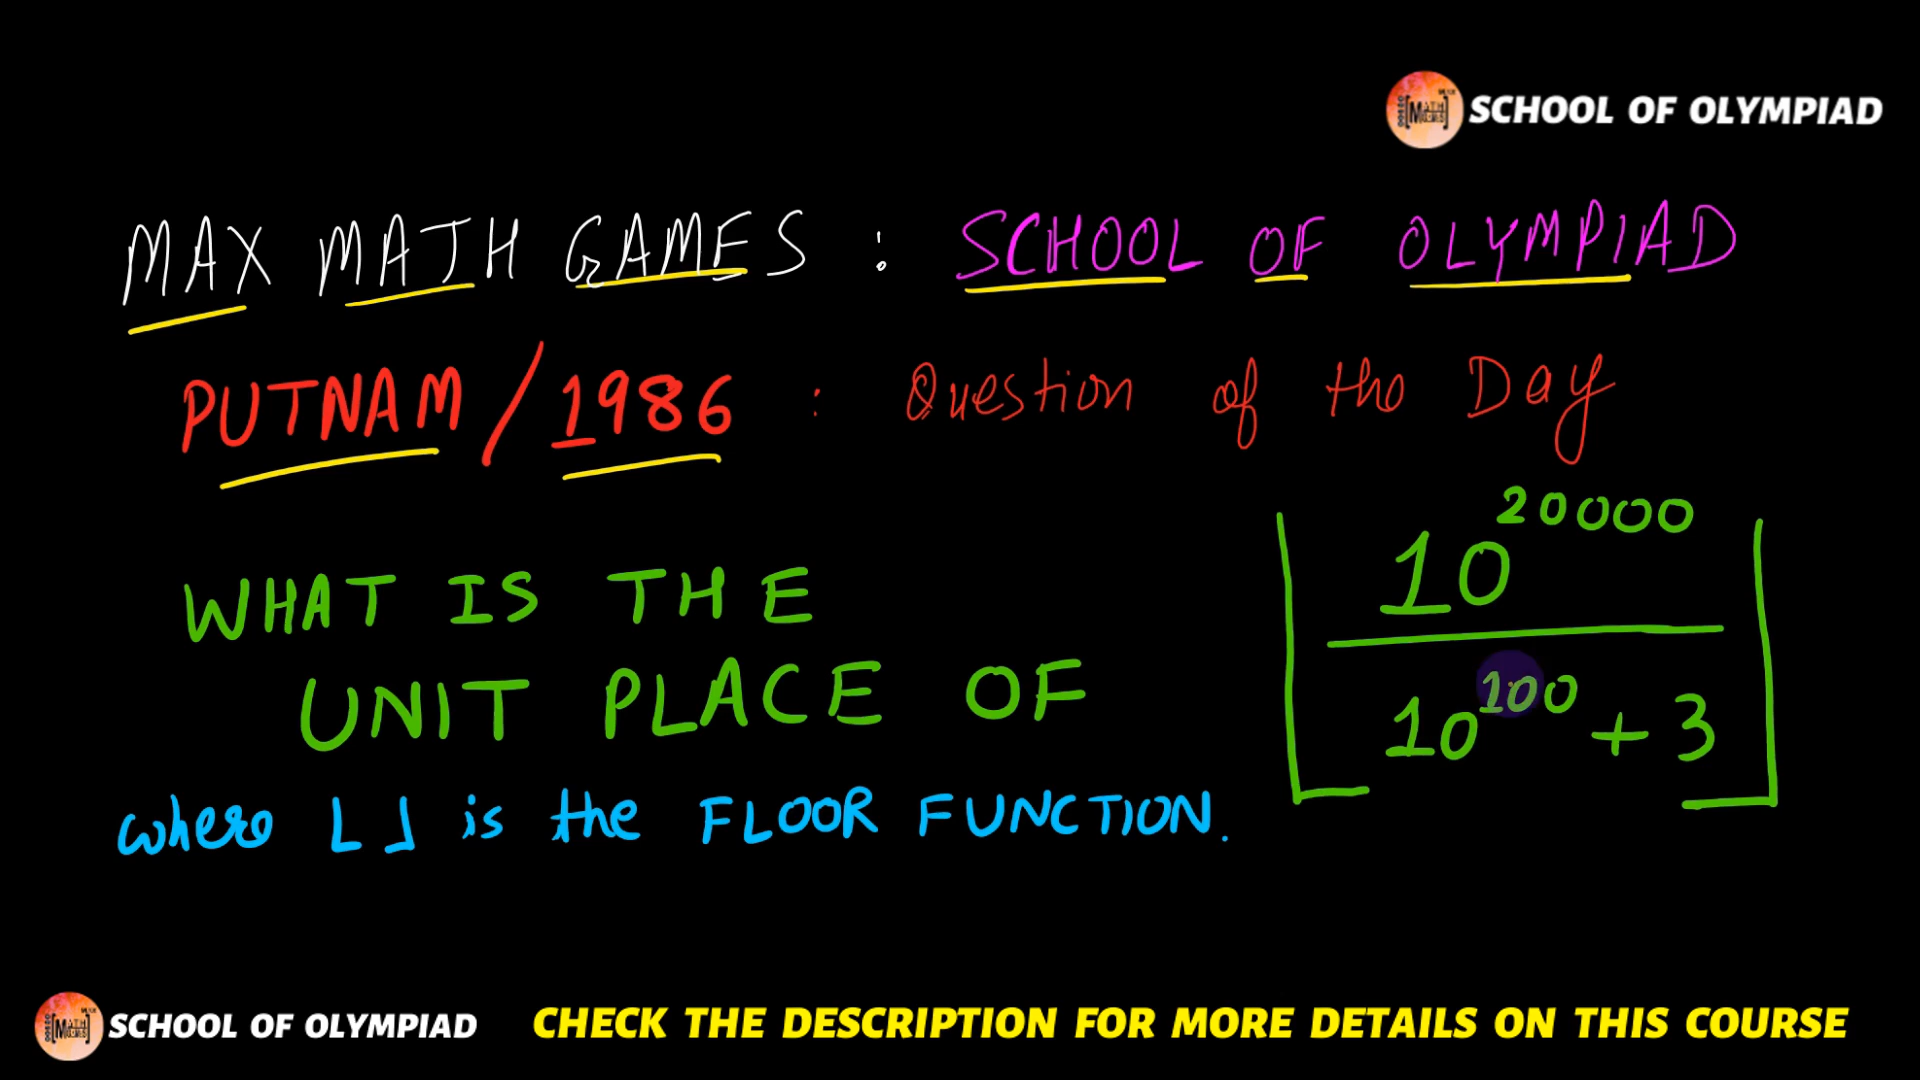 SCHOOL OF OLYMPIAD
MAX MATH GAMES : SCHOOL OF OLYMPIAD
PUTNAM / 1986 : Question of the Day
WHAT IS THE
UNIT PLACE OF
⌊ 10^20000 / (10^100 + 3) ⌋
where ⌊ ⌋ is the FLOOR FUNCTION.
SCHOOL OF OLYMPIAD CHECK THE DESCRIPTION FOR MORE DETAILS ON THIS COURSE